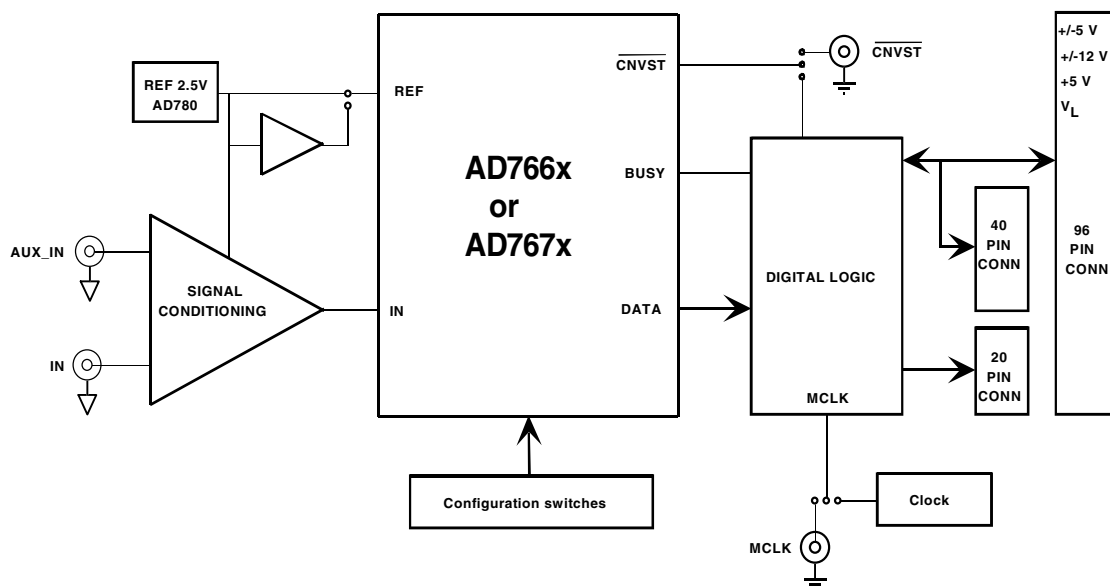 REF 2.5V
AD780
REF
AUX_IN
SIGNAL
CONDITIONING
IN
IN
AD766x
or
AD767x
CNVST
BUSY
DATA
Configuration switches
CNVST
DIGITAL LOGIC
MCLK
Clock
MCLK
40
PIN
CONN
20
PIN
CONN
+/-5 V
+/-12 V
+5 V
VL
96
PIN
CONN